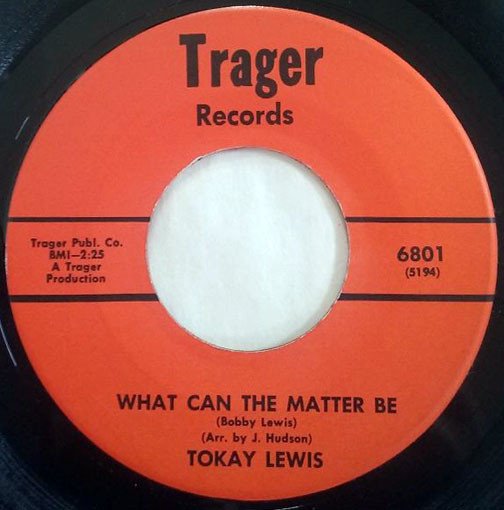 Trager
Records
Trager Publ. Co.
BMI-2:25
A Trager
Production
6801
(5194)
WHAT CAN THE MATTER BE
(Bobby Lewis)
(Arr. by J. Hudson)
TOKAY LEWIS